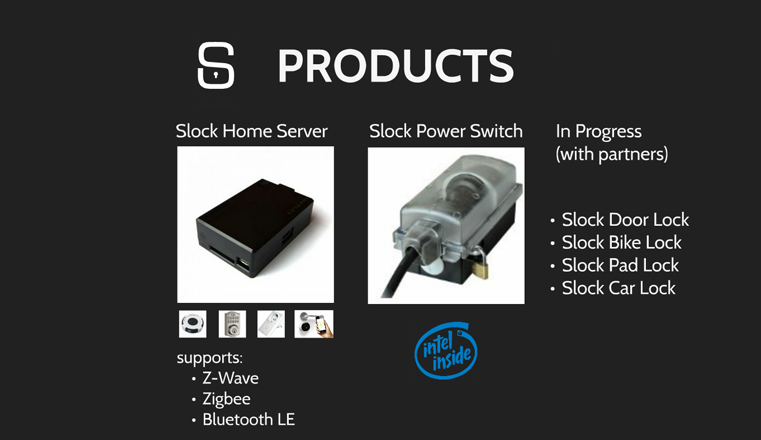 PRODUCTS
Slock Home Server
supports:
• Z-Wave
• Zigbee
• Bluetooth LE
Slock Power Switch
intel
inside
In Progress
(with partners)
• Slock Door Lock
• Slock Bike Lock
• Slock Pad Lock
• Slock Car Lock